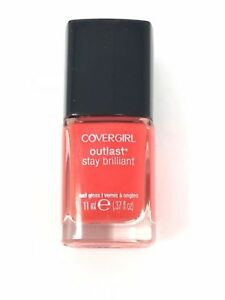 COVERGIRL
outlast®
stay brilliant
nail gloss | vernis à ongles
11 ml e (.37 fl oz)